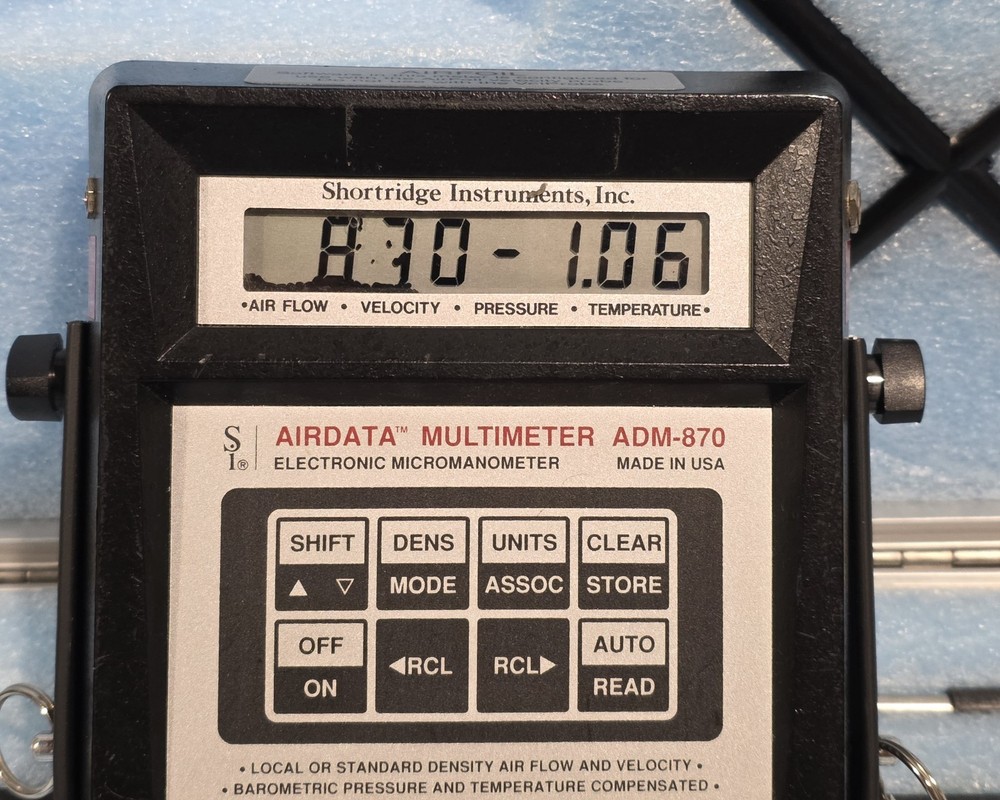 Shortridge Instruments, Inc.
870 - 1.06
•AIR FLOW • VELOCITY • PRESSURE • TEMPERATURE•
SI® AIRDATA™ MULTIMETER ADM-870
ELECTRONIC MICROMANOMETER MADE IN USA
SHIFT DENS UNITS CLEAR
▲ ▽ MODE ASSOC STORE
OFF ◀RCL RCL▶ AUTO
ON READ
• LOCAL OR STANDARD DENSITY AIR FLOW AND VELOCITY •
• BAROMETRIC PRESSURE AND TEMPERATURE COMPENSATED •